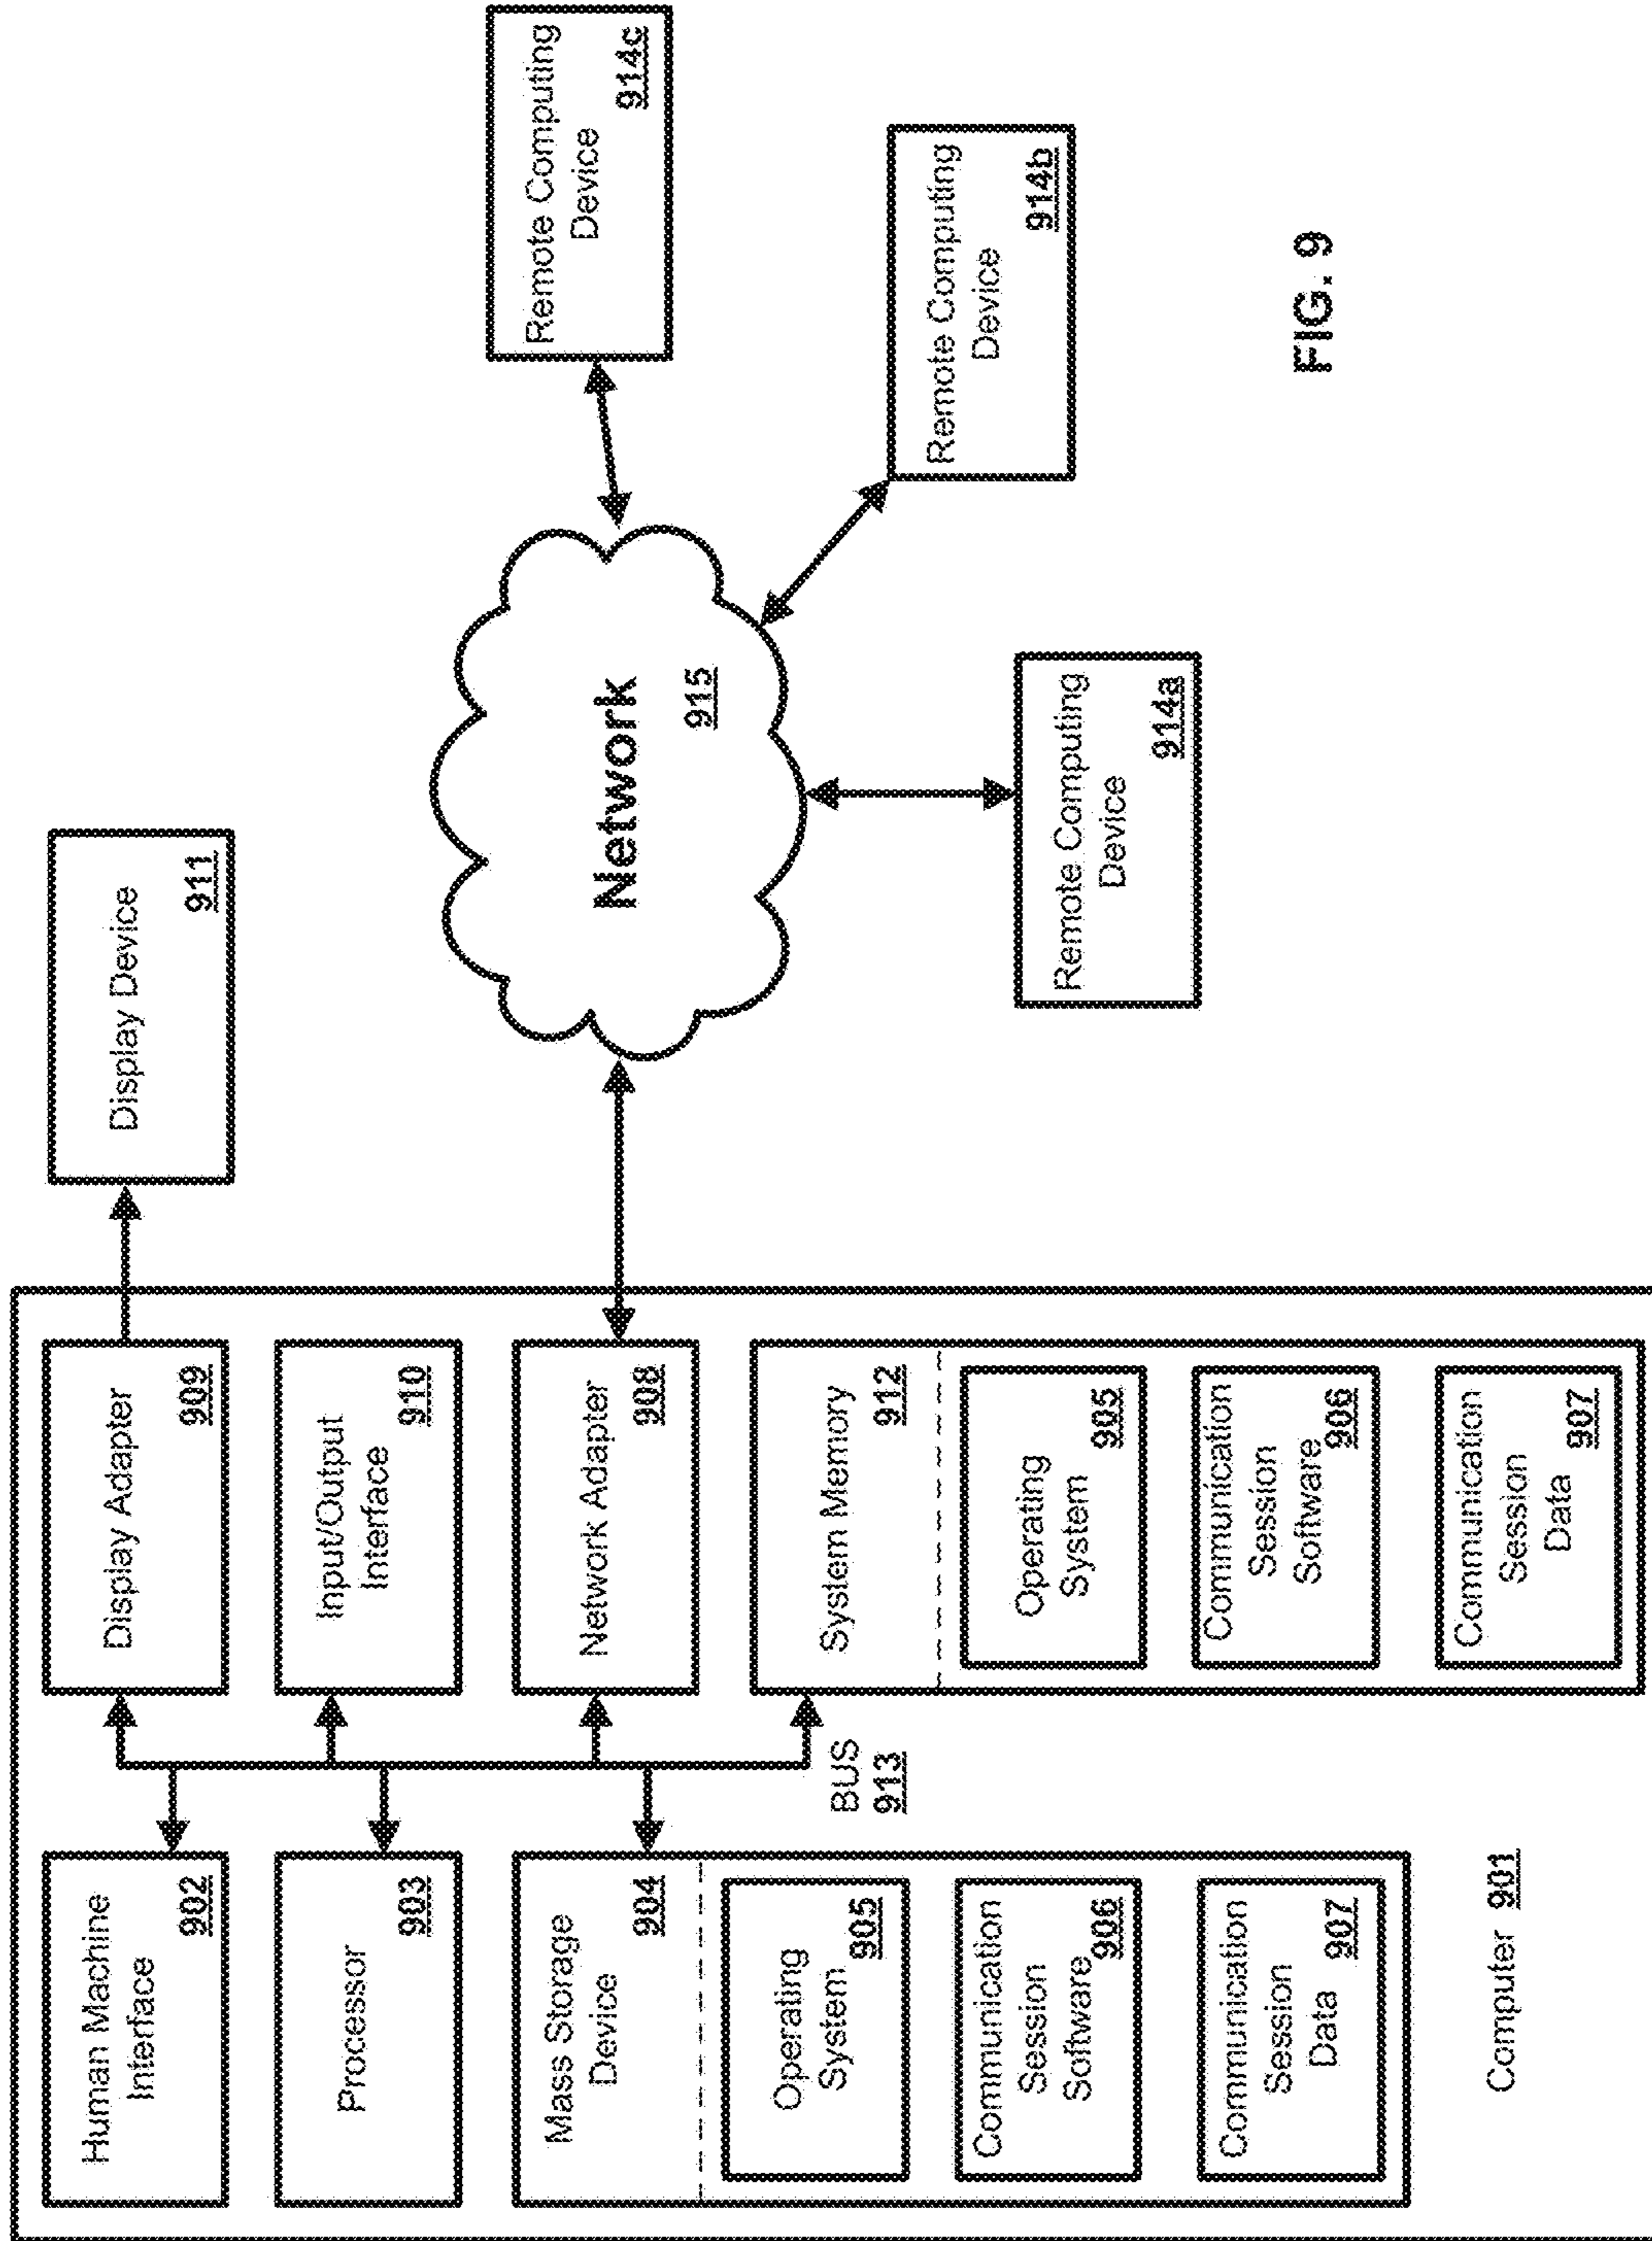 Human Machine
Interface
902
Processor
903
Mass Storage
Device
904
Operating
System
905
Communication
Session
Software
906
Communication
Session
Data
907
Computer 901
BUS
913
Display Adapter
909
Input/Output
Interface
910
Network Adapter
908
System Memory
912
Operating
System
905
Communication
Session
Software
906
Communication
Session
Data
907
Display Device
911
Network
915
Remote Computing
Device
914a
Remote Computing
Device
914b
Remote Computing
Device
914c
FIG. 9